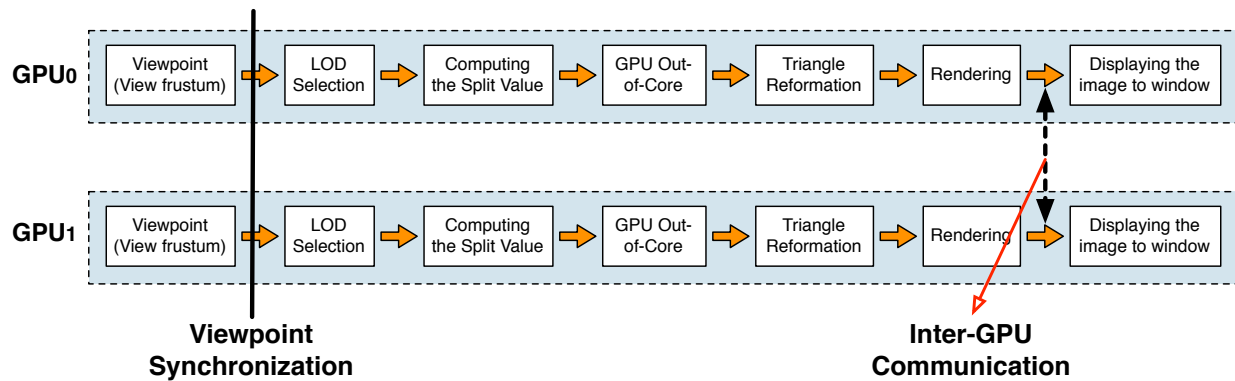 GPU0
Viewpoint
(View frustum)
LOD
Selection
Computing
the Split Value
GPU Out-
of-Core
Triangle
Reformation
Rendering
Displaying the
image to window
GPU1
Viewpoint
(View frustum)
LOD
Selection
Computing
the Split Value
GPU Out-
of-Core
Triangle
Reformation
Rendering
Displaying the
image to window
Viewpoint
Synchronization
Inter-GPU
Communication